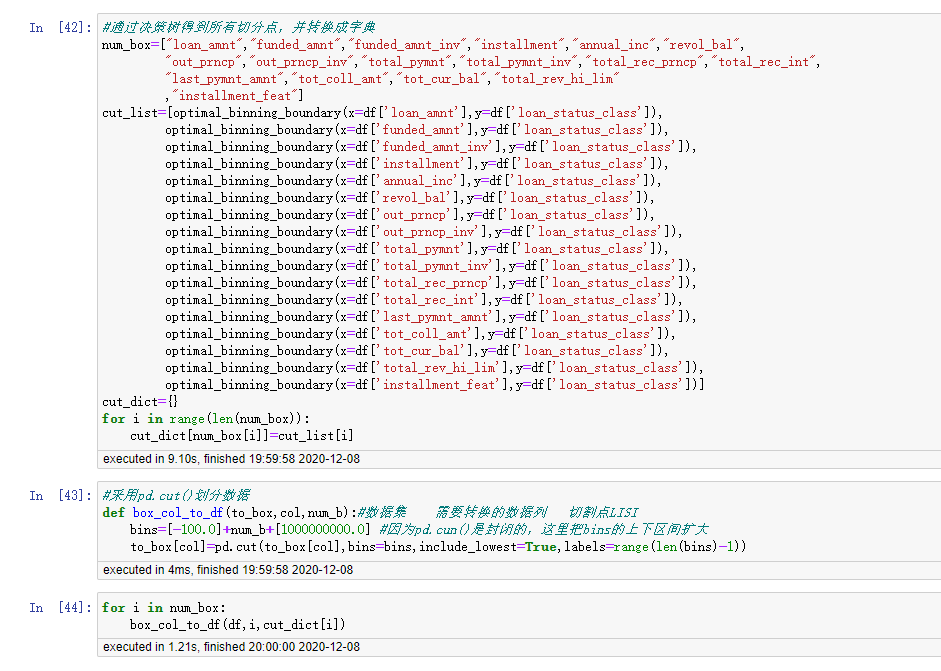 In [42]: #通过决策树得到所有切分点，并转换成字典
num_box=["loan_amnt","funded_amnt","funded_amnt_inv","installment","annual_inc","revol_bal",
"out_prncp","out_prncp_inv","total_pymnt","total_pymnt_inv","total_rec_prncp","total_rec_int",
"last_pymnt_amnt","tot_coll_amt","tot_cur_bal","total_rev_hi_lim"
,"installment_feat"]
cut_list=[optimal_binning_boundary(x=df['loan_amnt'],y=df['loan_status_class']),
optimal_binning_boundary(x=df['funded_amnt'],y=df['loan_status_class']),
optimal_binning_boundary(x=df['funded_amnt_inv'],y=df['loan_status_class']),
optimal_binning_boundary(x=df['installment'],y=df['loan_status_class']),
optimal_binning_boundary(x=df['annual_inc'],y=df['loan_status_class']),
optimal_binning_boundary(x=df['revol_bal'],y=df['loan_status_class']),
optimal_binning_boundary(x=df['out_prncp'],y=df['loan_status_class']),
optimal_binning_boundary(x=df['out_prncp_inv'],y=df['loan_status_class']),
optimal_binning_boundary(x=df['total_pymnt'],y=df['loan_status_class']),
optimal_binning_boundary(x=df['total_pymnt_inv'],y=df['loan_status_class']),
optimal_binning_boundary(x=df['total_rec_prncp'],y=df['loan_status_class']),
optimal_binning_boundary(x=df['total_rec_int'],y=df['loan_status_class']),
optimal_binning_boundary(x=df['last_pymnt_amnt'],y=df['loan_status_class']),
optimal_binning_boundary(x=df['tot_coll_amt'],y=df['loan_status_class']),
optimal_binning_boundary(x=df['tot_cur_bal'],y=df['loan_status_class']),
optimal_binning_boundary(x=df['total_rev_hi_lim'],y=df['loan_status_class']),
optimal_binning_boundary(x=df['installment_feat'],y=df['loan_status_class'])]
cut_dict={}
for i in range(len(num_box)):
cut_dict[num_box[i]]=cut_list[i]
executed in 9.10s, finished 19:59:58 2020-12-08
In [43]: #采用pd.cut()划分数据
def box_col_to_df(to_box,col,num_b):#数据集 需要转换的数据列 切割点LISI
bins=[-100.0]+num_b+[1000000000.0] #因为pd.cun()是封闭的，这里把bins的上下区间扩大
to_box[col]=pd.cut(to_box[col],bins=bins,include_lowest=True,labels=range(len(bins)-1))
executed in 4ms, finished 19:59:58 2020-12-08
In [44]: for i in num_box:
box_col_to_df(df,i,cut_dict[i])
executed in 1.21s, finished 20:00:00 2020-12-08